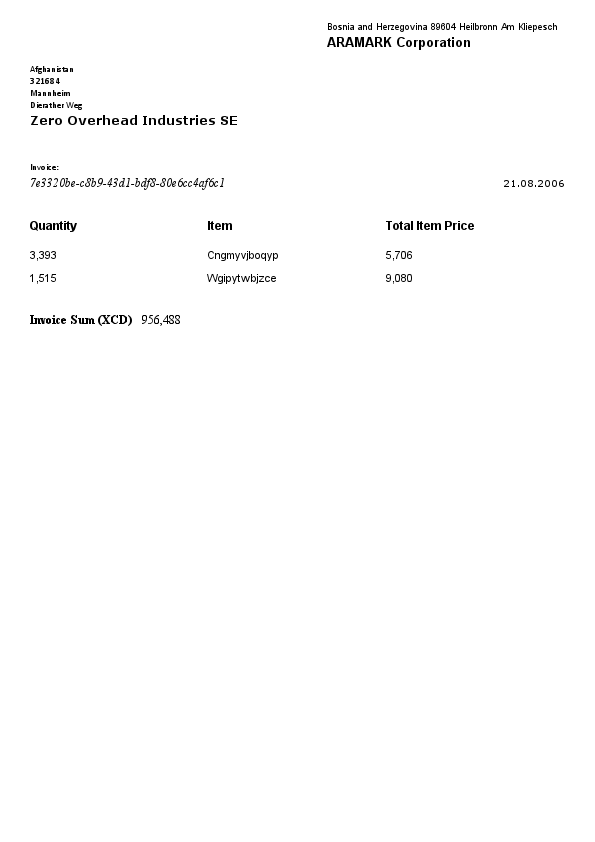 Bosnia and Herzegovina 89604 Heilbronn Am Kliepesch
ARAMARK Corporation
Afghanistan
321684
Mannheim
Dierather Weg
Zero Overhead Industries SE
Invoice:
7e3320be-c8b9-43d1-bdf8-80e6cc4af6c1
21.08.2006
Quantity Item Total Item Price
3,393 Cngmyvjboqyp 5,706
1,515 Wgipytwbjzce 9,080
Invoice Sum (XCD) 956,488